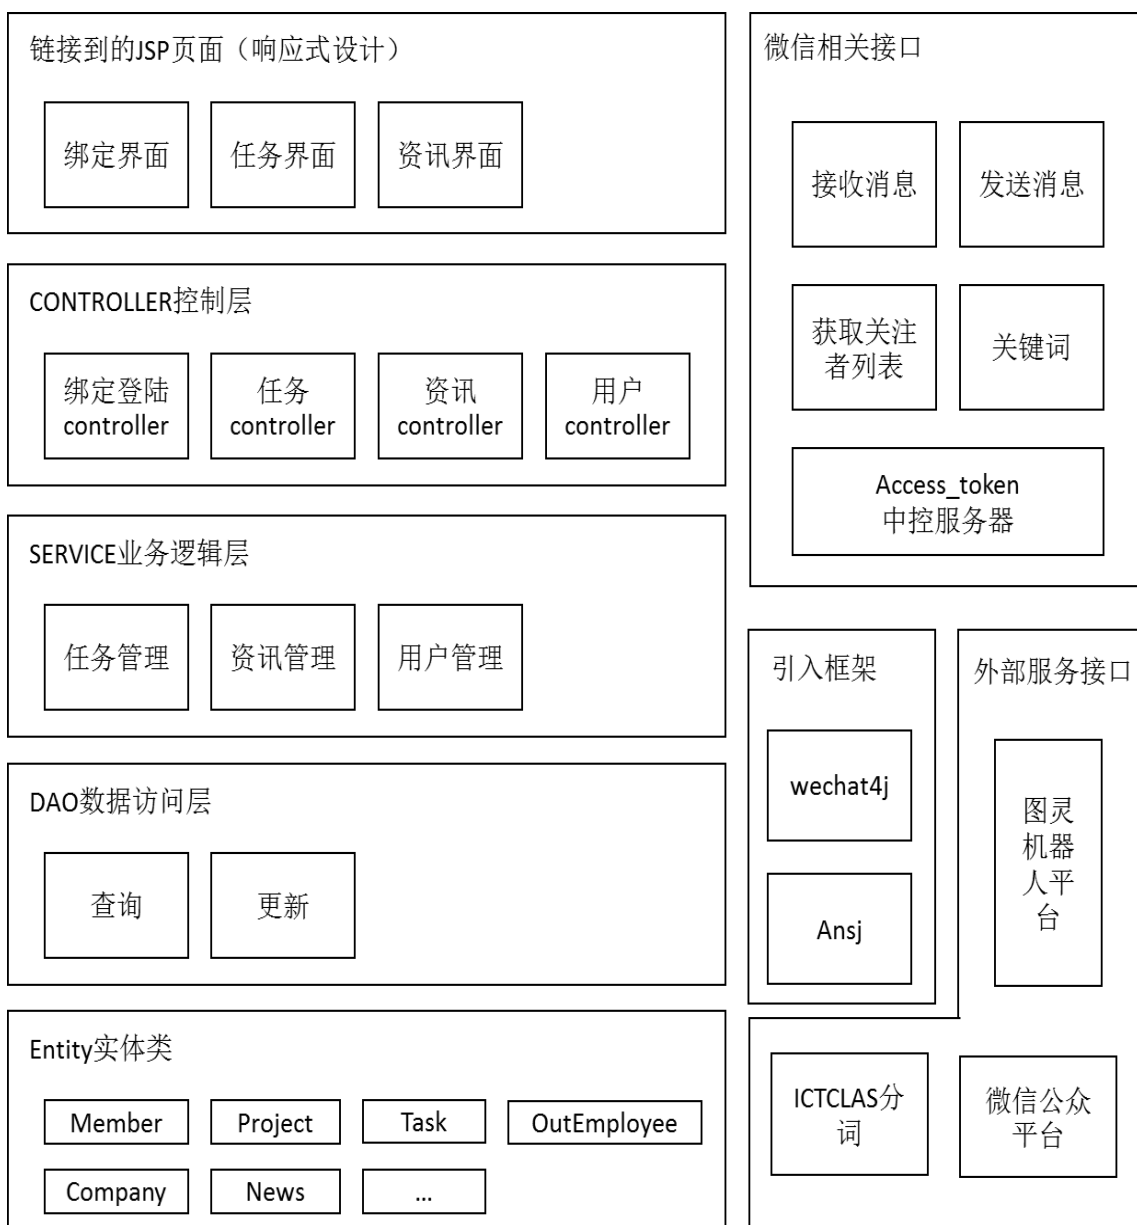 链接到的JSP页面（响应式设计）
绑定界面
任务界面
资讯界面
CONTROLLER控制层
绑定登陆
controller
任务
controller
资讯
controller
用户
controller
SERVICE业务逻辑层
任务管理
资讯管理
用户管理
DAO数据访问层
查询
更新
Entity实体类
Member
Project
Task
OutEmployee
Company
News
...
微信相关接口
接收消息
发送消息
获取关注
者列表
关键词
Access_token
中控服务器
引入框架
wechat4j
Ansj
外部服务接口
图灵
机器
人平
台
ICTCLAS分
词
微信公众
平台